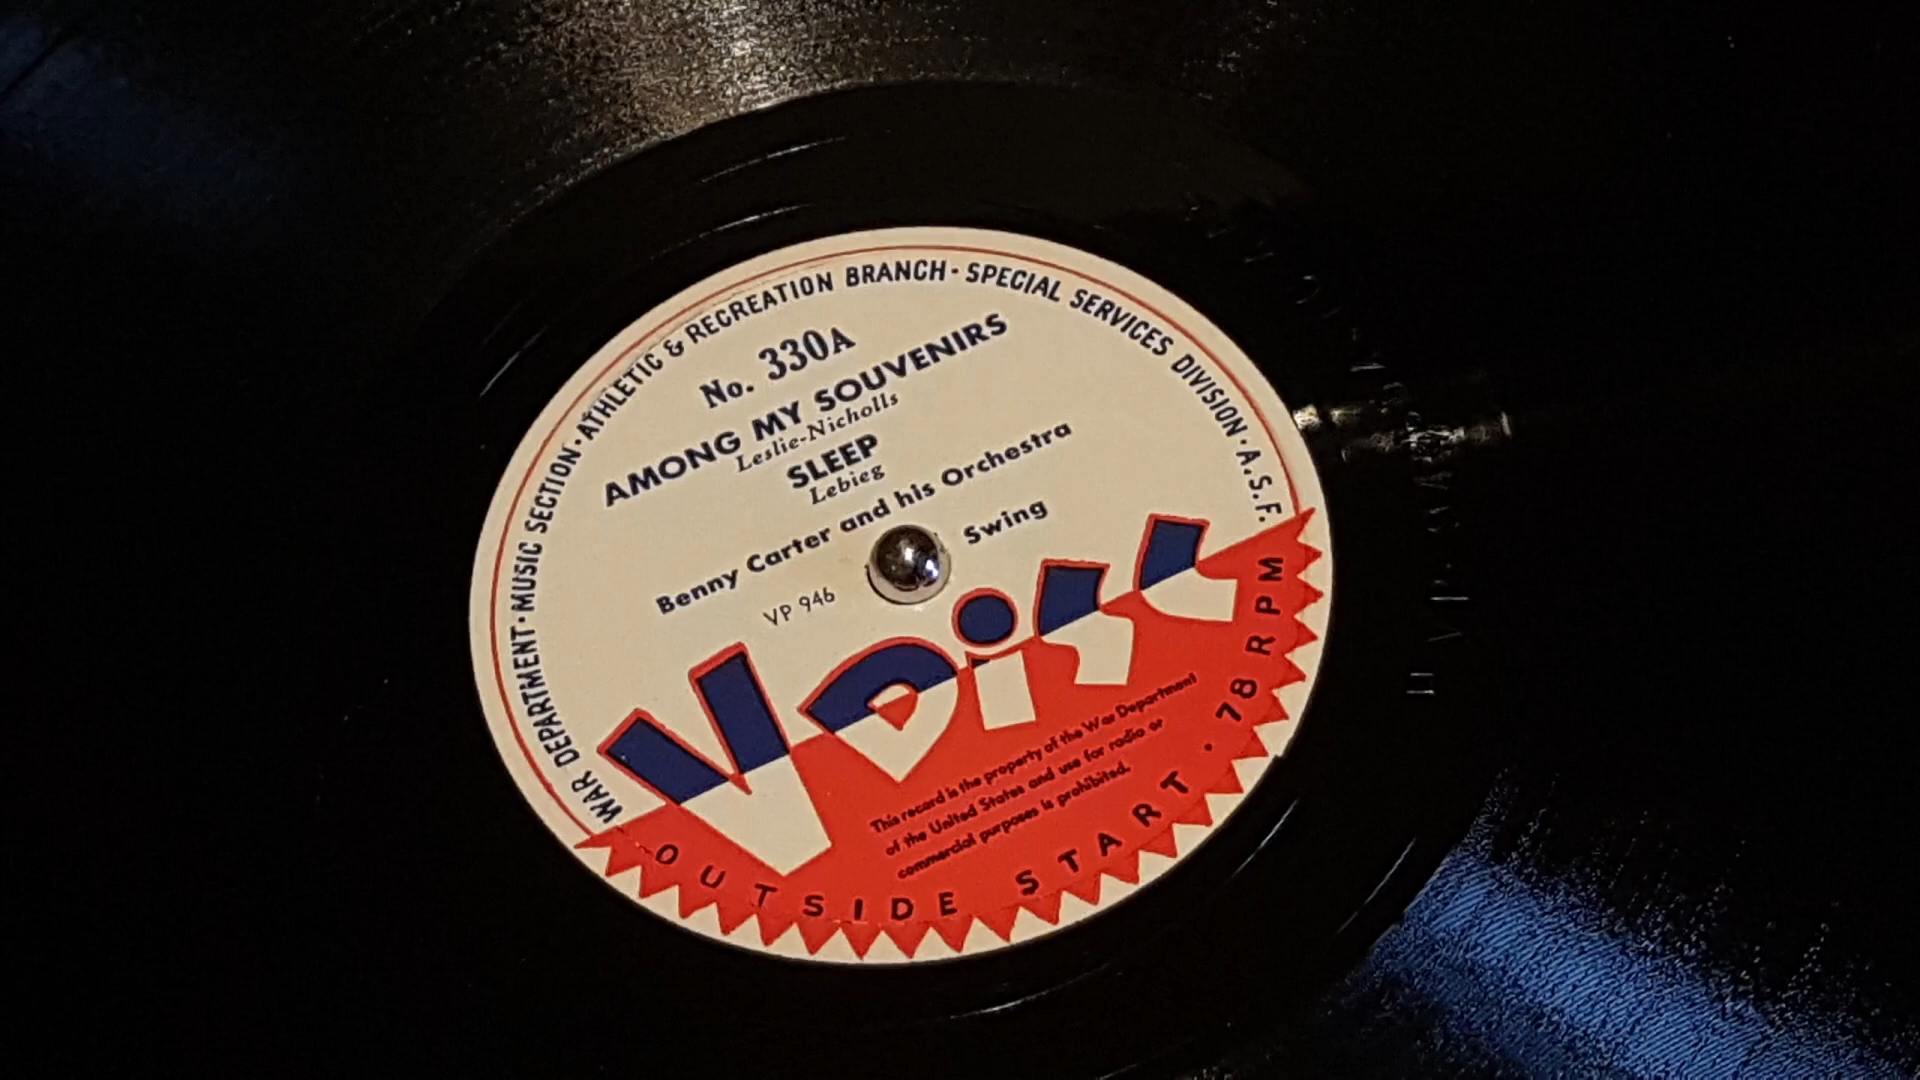 WAR DEPARTMENT · MUSIC SECTION · ATHLETIC & RECREATION BRANCH · SPECIAL SERVICES DIVISION · A.S.F.
No. 330A
AMONG MY SOUVENIRS
Leslie-Nicholls
SLEEP
Lebieg
Benny Carter and his Orchestra
VP 946
Swing
V Disc
This record is the property of the War Department
of the United States and use for radio or
commercial purposes is prohibited.
OUTSIDE START · 78 RPM